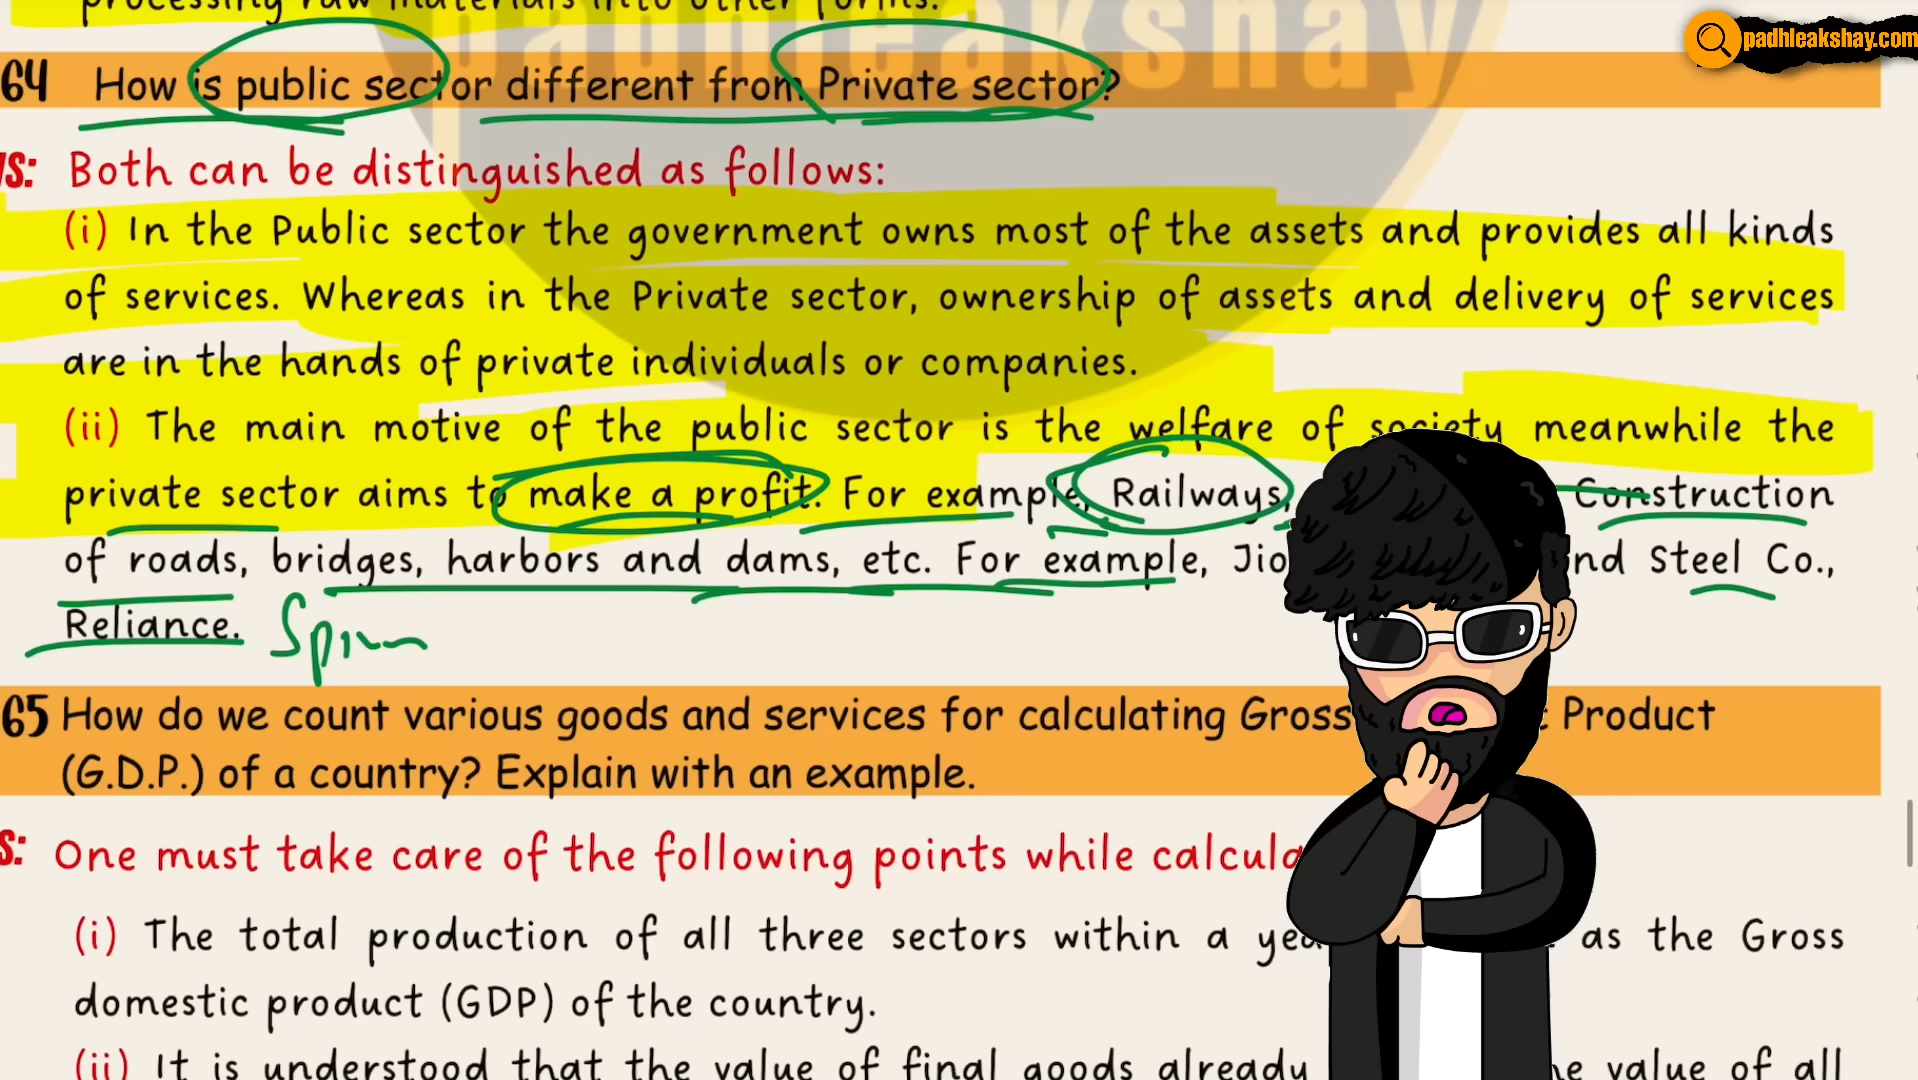 padhleakshay.com
padhleakshay
processing raw materials into other forms.
64 How is public sector different from Private sector?
Both can be distinguished as follows:
(i) In the Public sector the government owns most of the assets and provides all kinds
of services. Whereas in the Private sector, ownership of assets and delivery of services
are in the hands of private individuals or companies.
(ii) The main motive of the public sector is the welfare of society meanwhile the
private sector aims to make a profit. For example, Railways, Construction
of roads, bridges, harbors and dams, etc. For example, Jio Steel Co.,
Reliance.
65 How do we count various goods and services for calculating Gross Product
(G.D.P.) of a country? Explain with an example.
One must take care of the following points while
(i) The total production of all three sectors within a as the Gross
domestic product (GDP) of the country.
(ii) It is understood that the value of final goods already value of all